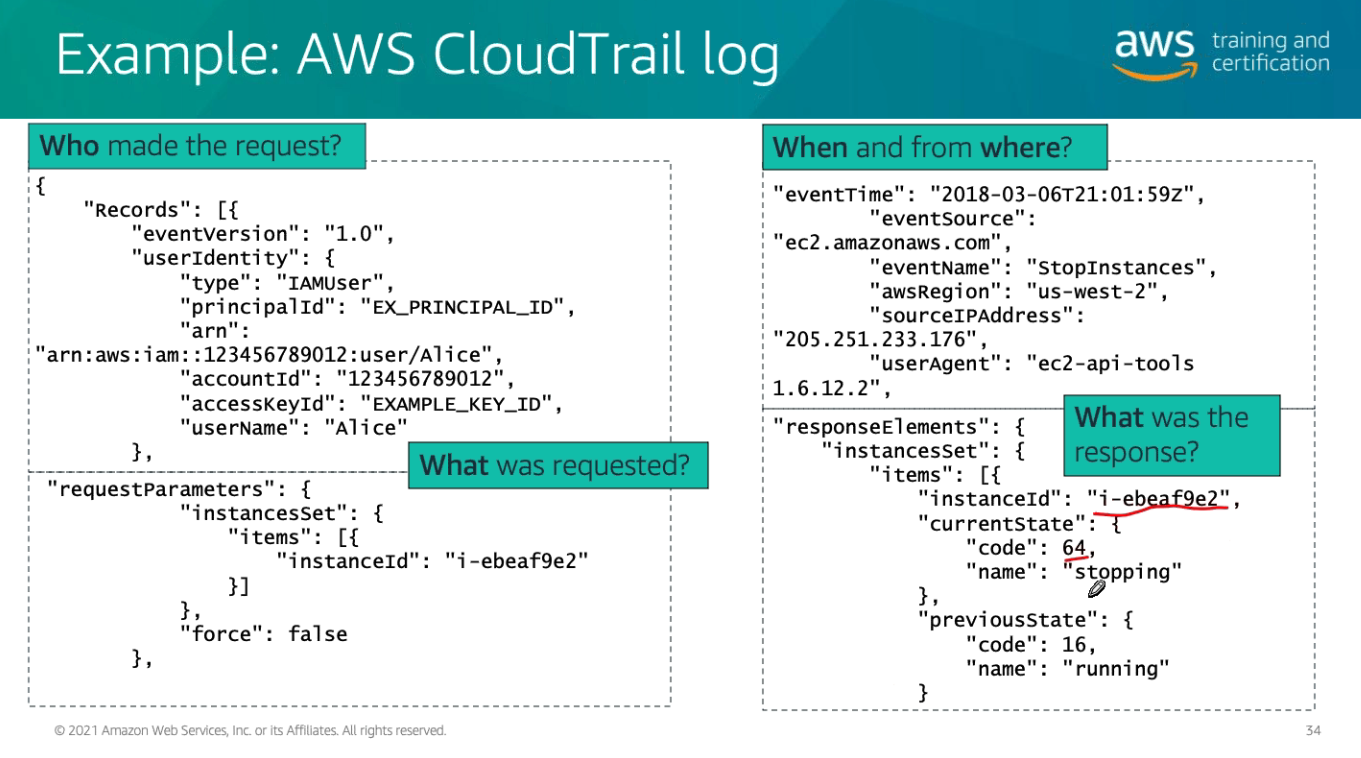 Example: AWS CloudTrail log
aws training and
certification
Who made the request?
{
"Records": [{
"eventVersion": "1.0",
"userIdentity": {
"type": "IAMUser",
"principalId": "EX_PRINCIPAL_ID",
"arn":
"arn:aws:iam::123456789012:user/Alice",
"accountId": "123456789012",
"accessKeyId": "EXAMPLE_KEY_ID",
"userName": "Alice"
},
What was requested?
"requestParameters": {
"instancesSet": {
"items": [{
"instanceId": "i-ebeaf9e2"
}]
},
"force": false
},
When and from where?
"eventTime": "2018-03-06T21:01:59Z",
"eventSource":
"ec2.amazonaws.com",
"eventName": "StopInstances",
"awsRegion": "us-west-2",
"sourceIPAddress":
"205.251.233.176",
"userAgent": "ec2-api-tools
1.6.12.2",
What was the
response?
"responseElements": {
"instancesSet": {
"items": [{
"instanceId": "i-ebeaf9e2",
"currentState": {
"code": 64,
"name": "stopping"
},
"previousState": {
"code": 16,
"name": "running"
}
© 2021 Amazon Web Services, Inc. or its Affiliates. All rights reserved.
34